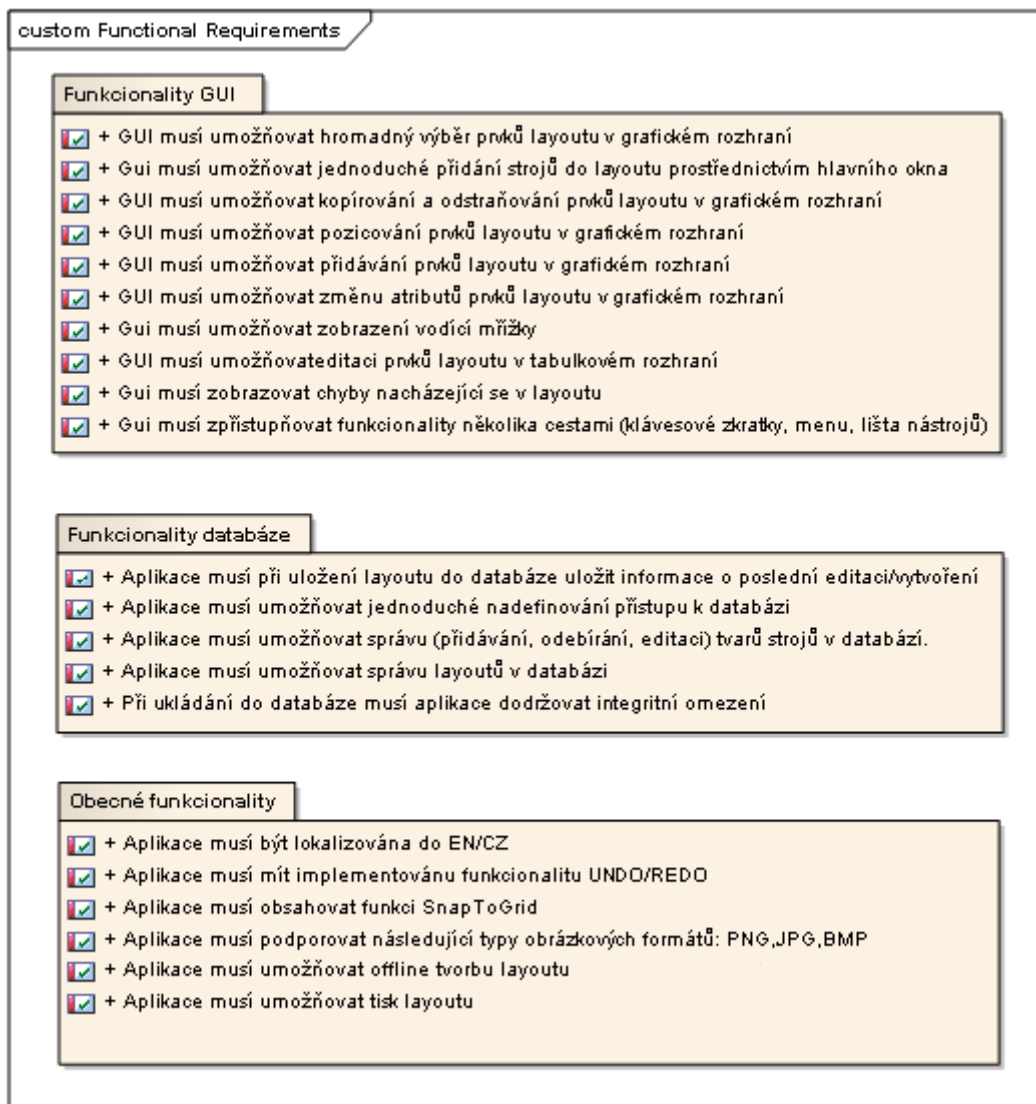 custom Functional Requirements
Funkcionality GUI
+ GUI musí umožňovat hromadný výběr prvků layoutu v grafickém rozhraní
+ Gui musí umožňovat jednoduché přidání strojů do layoutu prostřednictvím hlavního okna
+ GUI musí umožňovat kopírování a odstraňování prvků layoutu v grafickém rozhraní
+ GUI musí umožňovat pozicování prvků layoutu v grafickém rozhraní
+ GUI musí umožňovat přidávání prvků layoutu v grafickém rozhraní
+ GUI musí umožňovat změnu atributů prvků layoutu v grafickém rozhraní
+ Gui musí umožňovat zobrazení vodící mřížky
+ GUI musí umožňovateditaci prvků layoutu v tabulkovém rozhraní
+ Gui musí zobrazovat chyby nacházející se v layoutu
+ Gui musí zpřístupňovat funkcionality několika cestami (klávesové zkratky, menu, lišta nástrojů)
Funkcionality databáze
+ Aplikace musí při uložení layoutu do databáze uložit informace o poslední editaci/vytvoření
+ Aplikace musí umožňovat jednoduché nadefinování přístupu k databázi
+ Aplikace musí umožňovat správu (přidávání, odebírání, editaci) tvarů strojů v databází.
+ Aplikace musí umožňovat správu layoutů v databázi
+ Při ukládání do databáze musí aplikace dodržovat integritní omezení
Obecné funkcionality
+ Aplikace musí být lokalizována do EN/CZ
+ Aplikace musí mít implementovánu funkcionalitu UNDO/REDO
+ Aplikace musí obsahovat funkci SnapToGrid
+ Aplikace musí podporovat následující typy obrázkových formátů: PNG,JPG,BMP
+ Aplikace musí umožňovat offline tvorbu layoutu
+ Aplikace musí umožňovat tisk layoutu